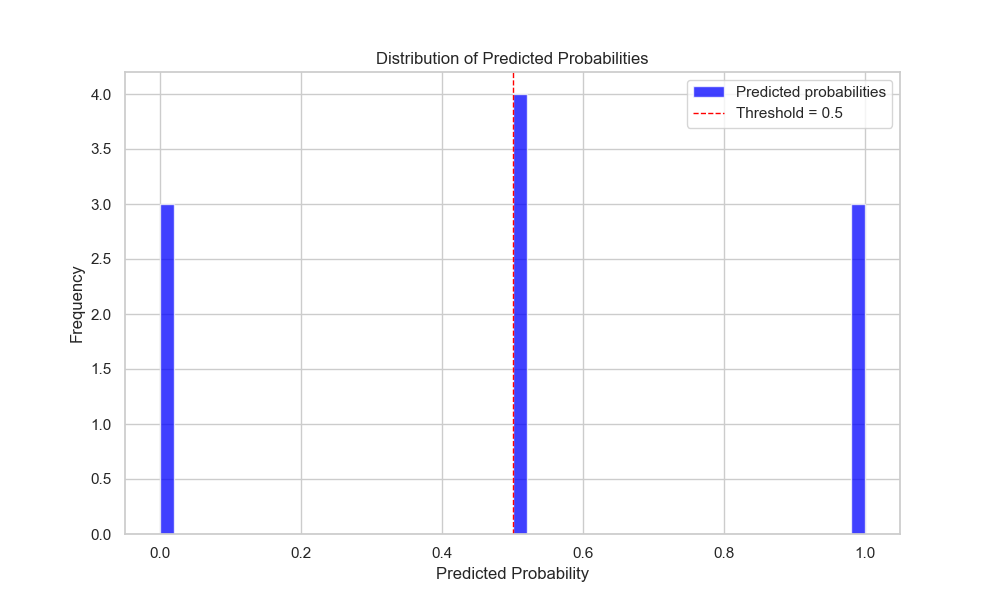 Distribution of Predicted Probabilities
Predicted probabilities
Threshold = 0.5
Frequency
4.0
3.5
3.0
2.5
2.0
1.5
1.0
0.5
0.0
0.0 0.2 0.4 0.6 0.8 1.0
Predicted Probability